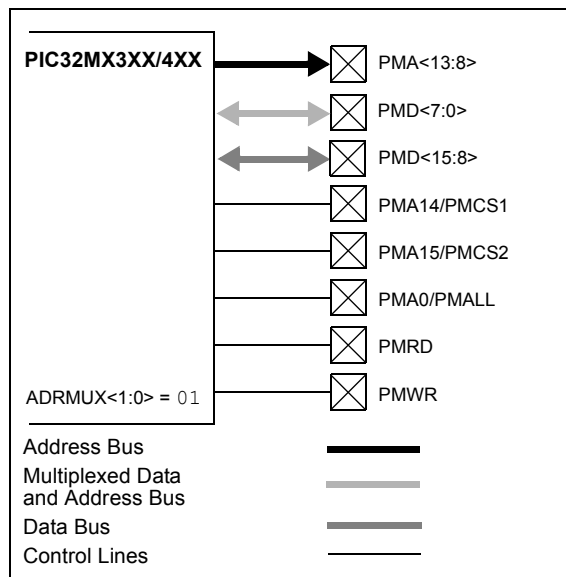 PIC32MX3XX/4XX
PMA<13:8>
PMD<7:0>
PMD<15:8>
PMA14/PMCS1
PMA15/PMCS2
PMA0/PMALL
PMRD
PMWR
ADRMUX<1:0> = 01
Address Bus
Multiplexed Data
and Address Bus
Data Bus
Control Lines